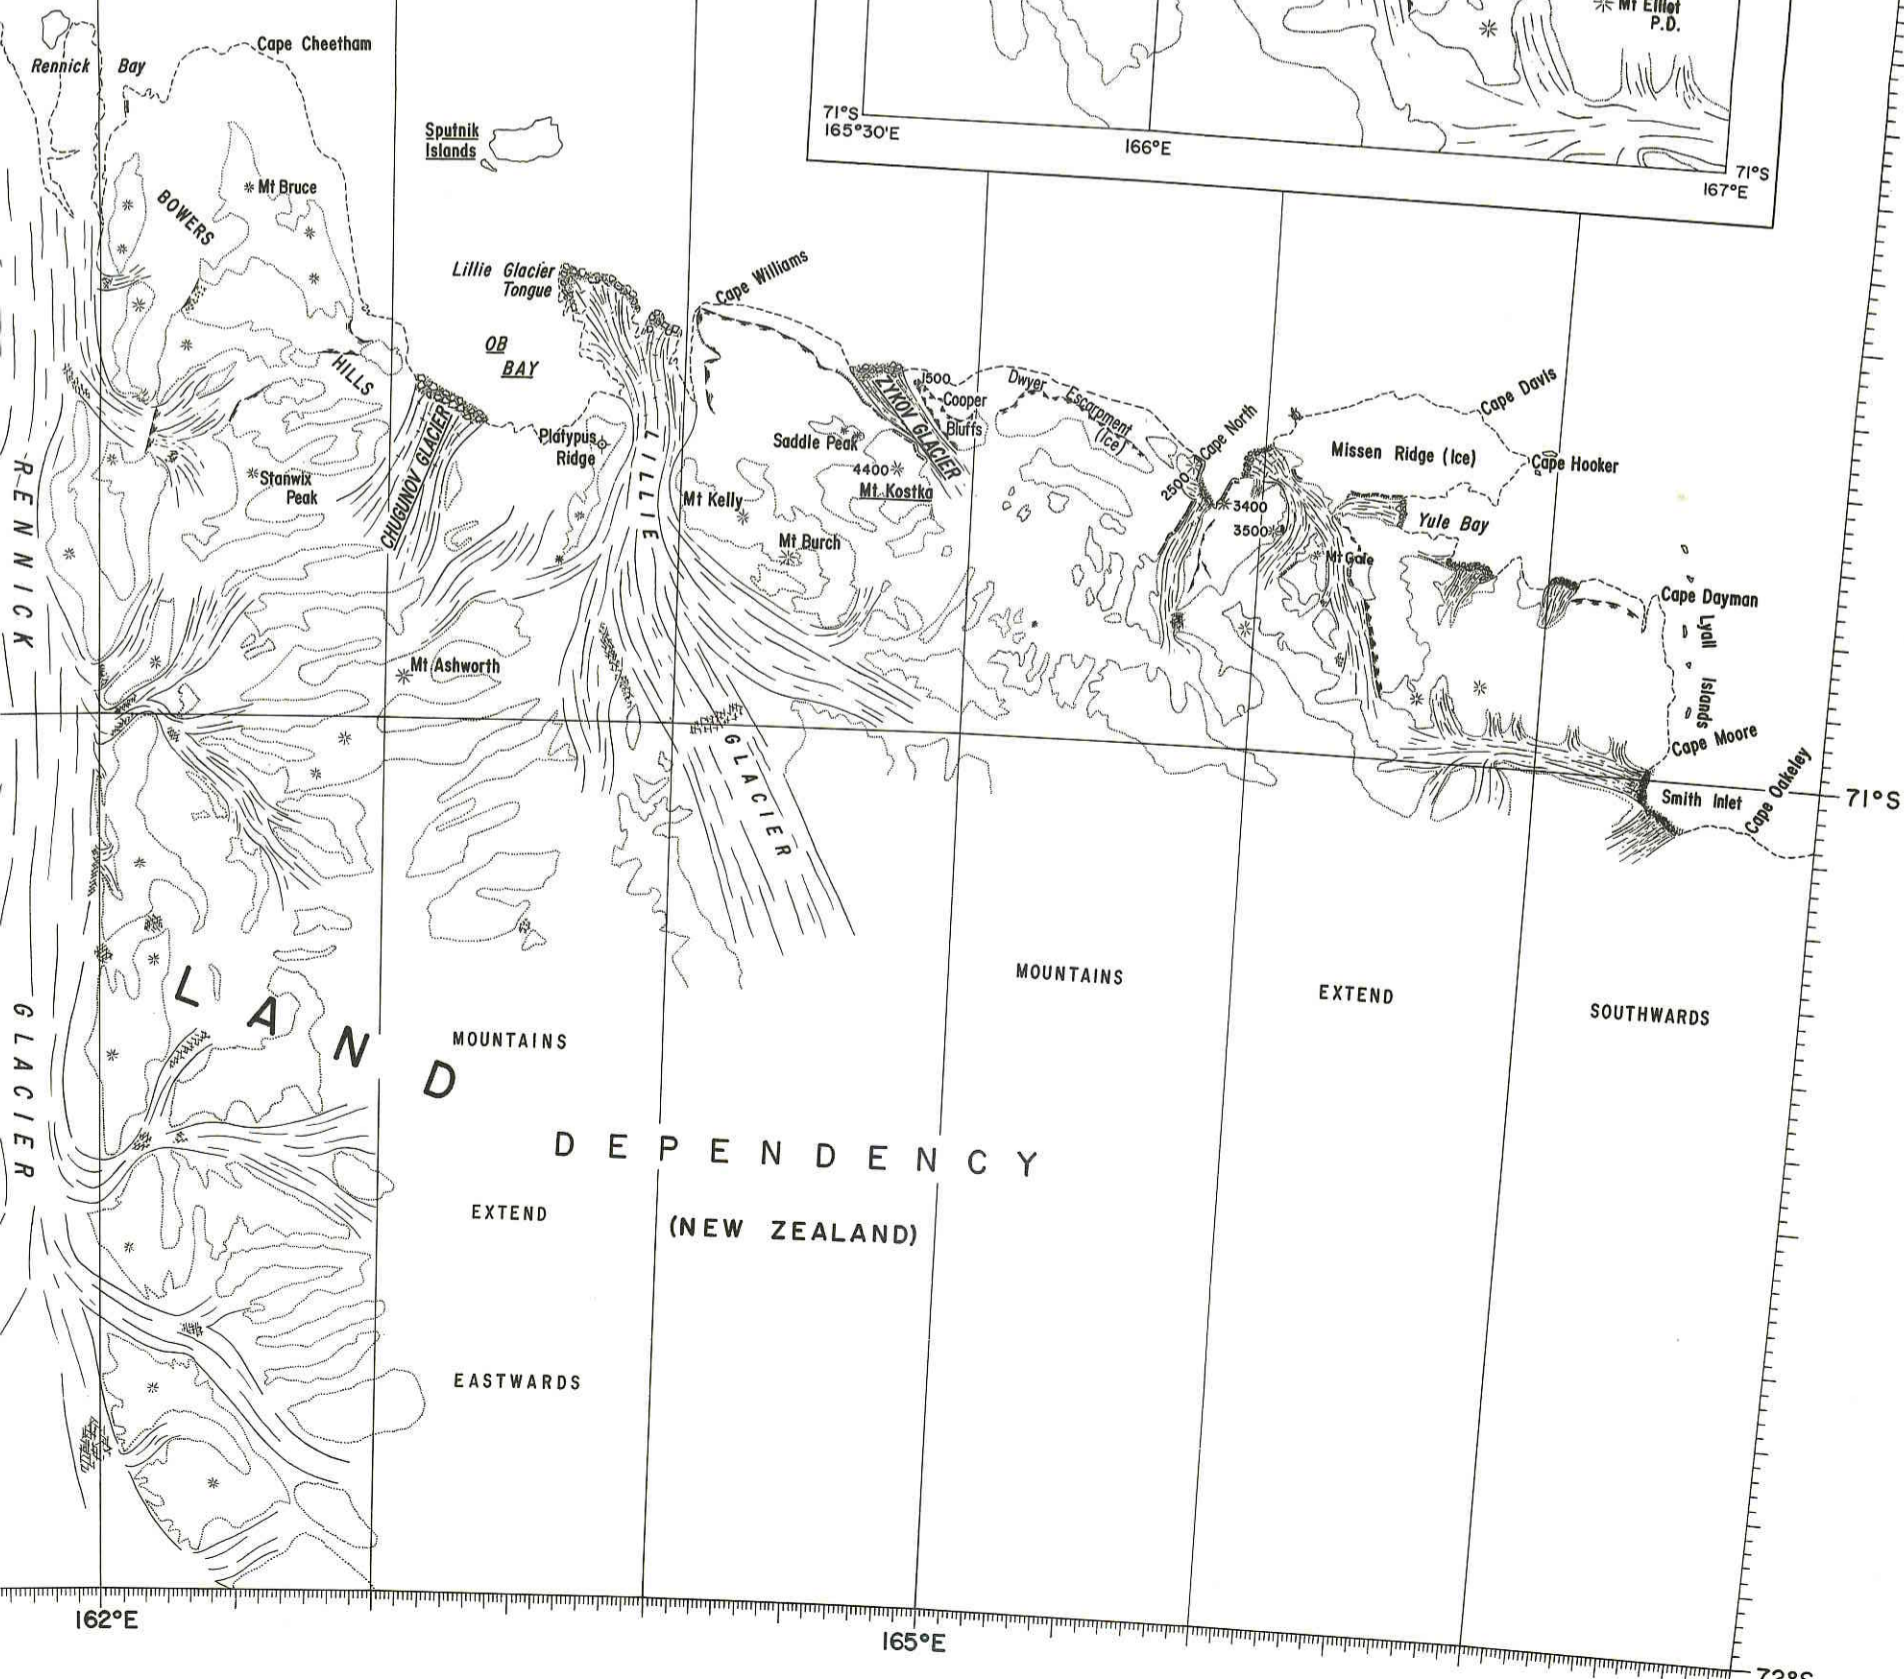 Mt Elliot
P.D.
71°S
165°30'E
166°E
71°S
167°E
Cape Cheetham
Rennick Bay
Sputnik
Islands
Mt Bruce
BOWERS
HILLS
Lillie Glacier
Tongue
Cape Williams
OB
BAY
ZYKOV GLACIER
1500
Cooper
Bluffs
Dwyer
Escarpment
(Ice)
Cape North
2500
Cape Davis
Missen Ridge (Ice)
Cape Hooker
CHUGUNOV GLACIER
Platypus
Ridge
Saddle Peak
4400
Mt Kostka
Stanwix
Peak
Mt Kelly
Mt Burch
3400
3500
Yule Bay
Mt Gale
Cape Dayman
Lyall Islands
Mt Ashworth
LILLIE
GLACIER
Cape Moore
Smith Inlet
Cape Oakeley
71°S
RENNICK
GLACIER
LAND
MOUNTAINS
EXTEND
SOUTHWARDS
MOUNTAINS
DEPENDENCY
EXTEND
(NEW ZEALAND)
EASTWARDS
162°E
165°E